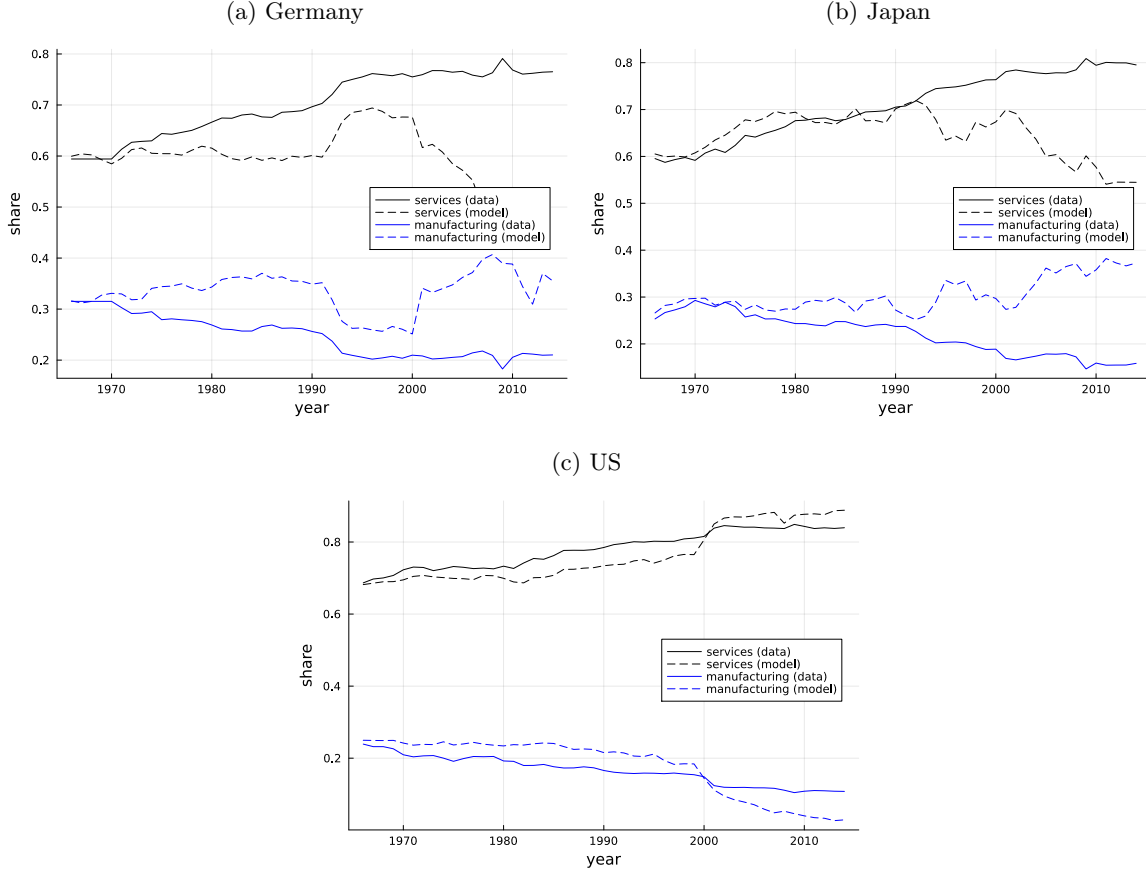 (a) Germany
0.8
0.7
0.6
0.5
0.4
0.3
0.2
share
services (data)
services (model)
manufacturing (data)
manufacturing (model)
1970
1980
1990
2000
2010
year
(b) Japan
0.8
0.7
0.6
0.5
0.4
0.3
0.2
share
services (data)
services (model)
manufacturing (data)
manufacturing (model)
1970
1980
1990
2000
2010
year
(c) US
0.8
0.6
0.4
0.2
share
services (data)
services (model)
manufacturing (data)
manufacturing (model)
1970
1980
1990
2000
2010
year